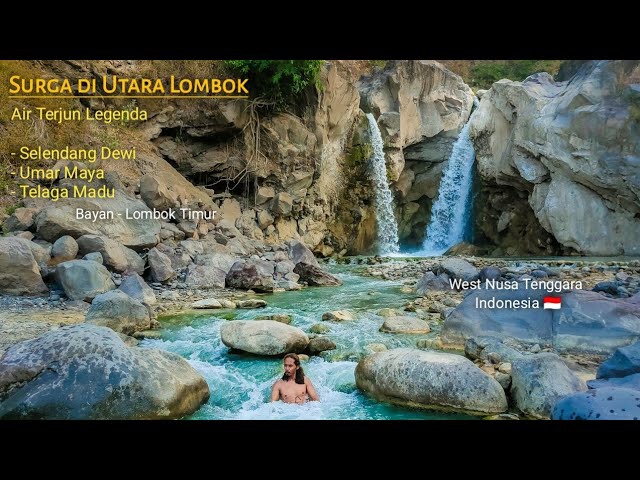 SURGA DI UTARA LOMBOK
Air Terjun Legenda
- Selendang Dewi
- Umar Maya
- Telaga Madu
Bayan - Lombok Timur
West Nusa Tenggara
Indonesia 🇮🇩